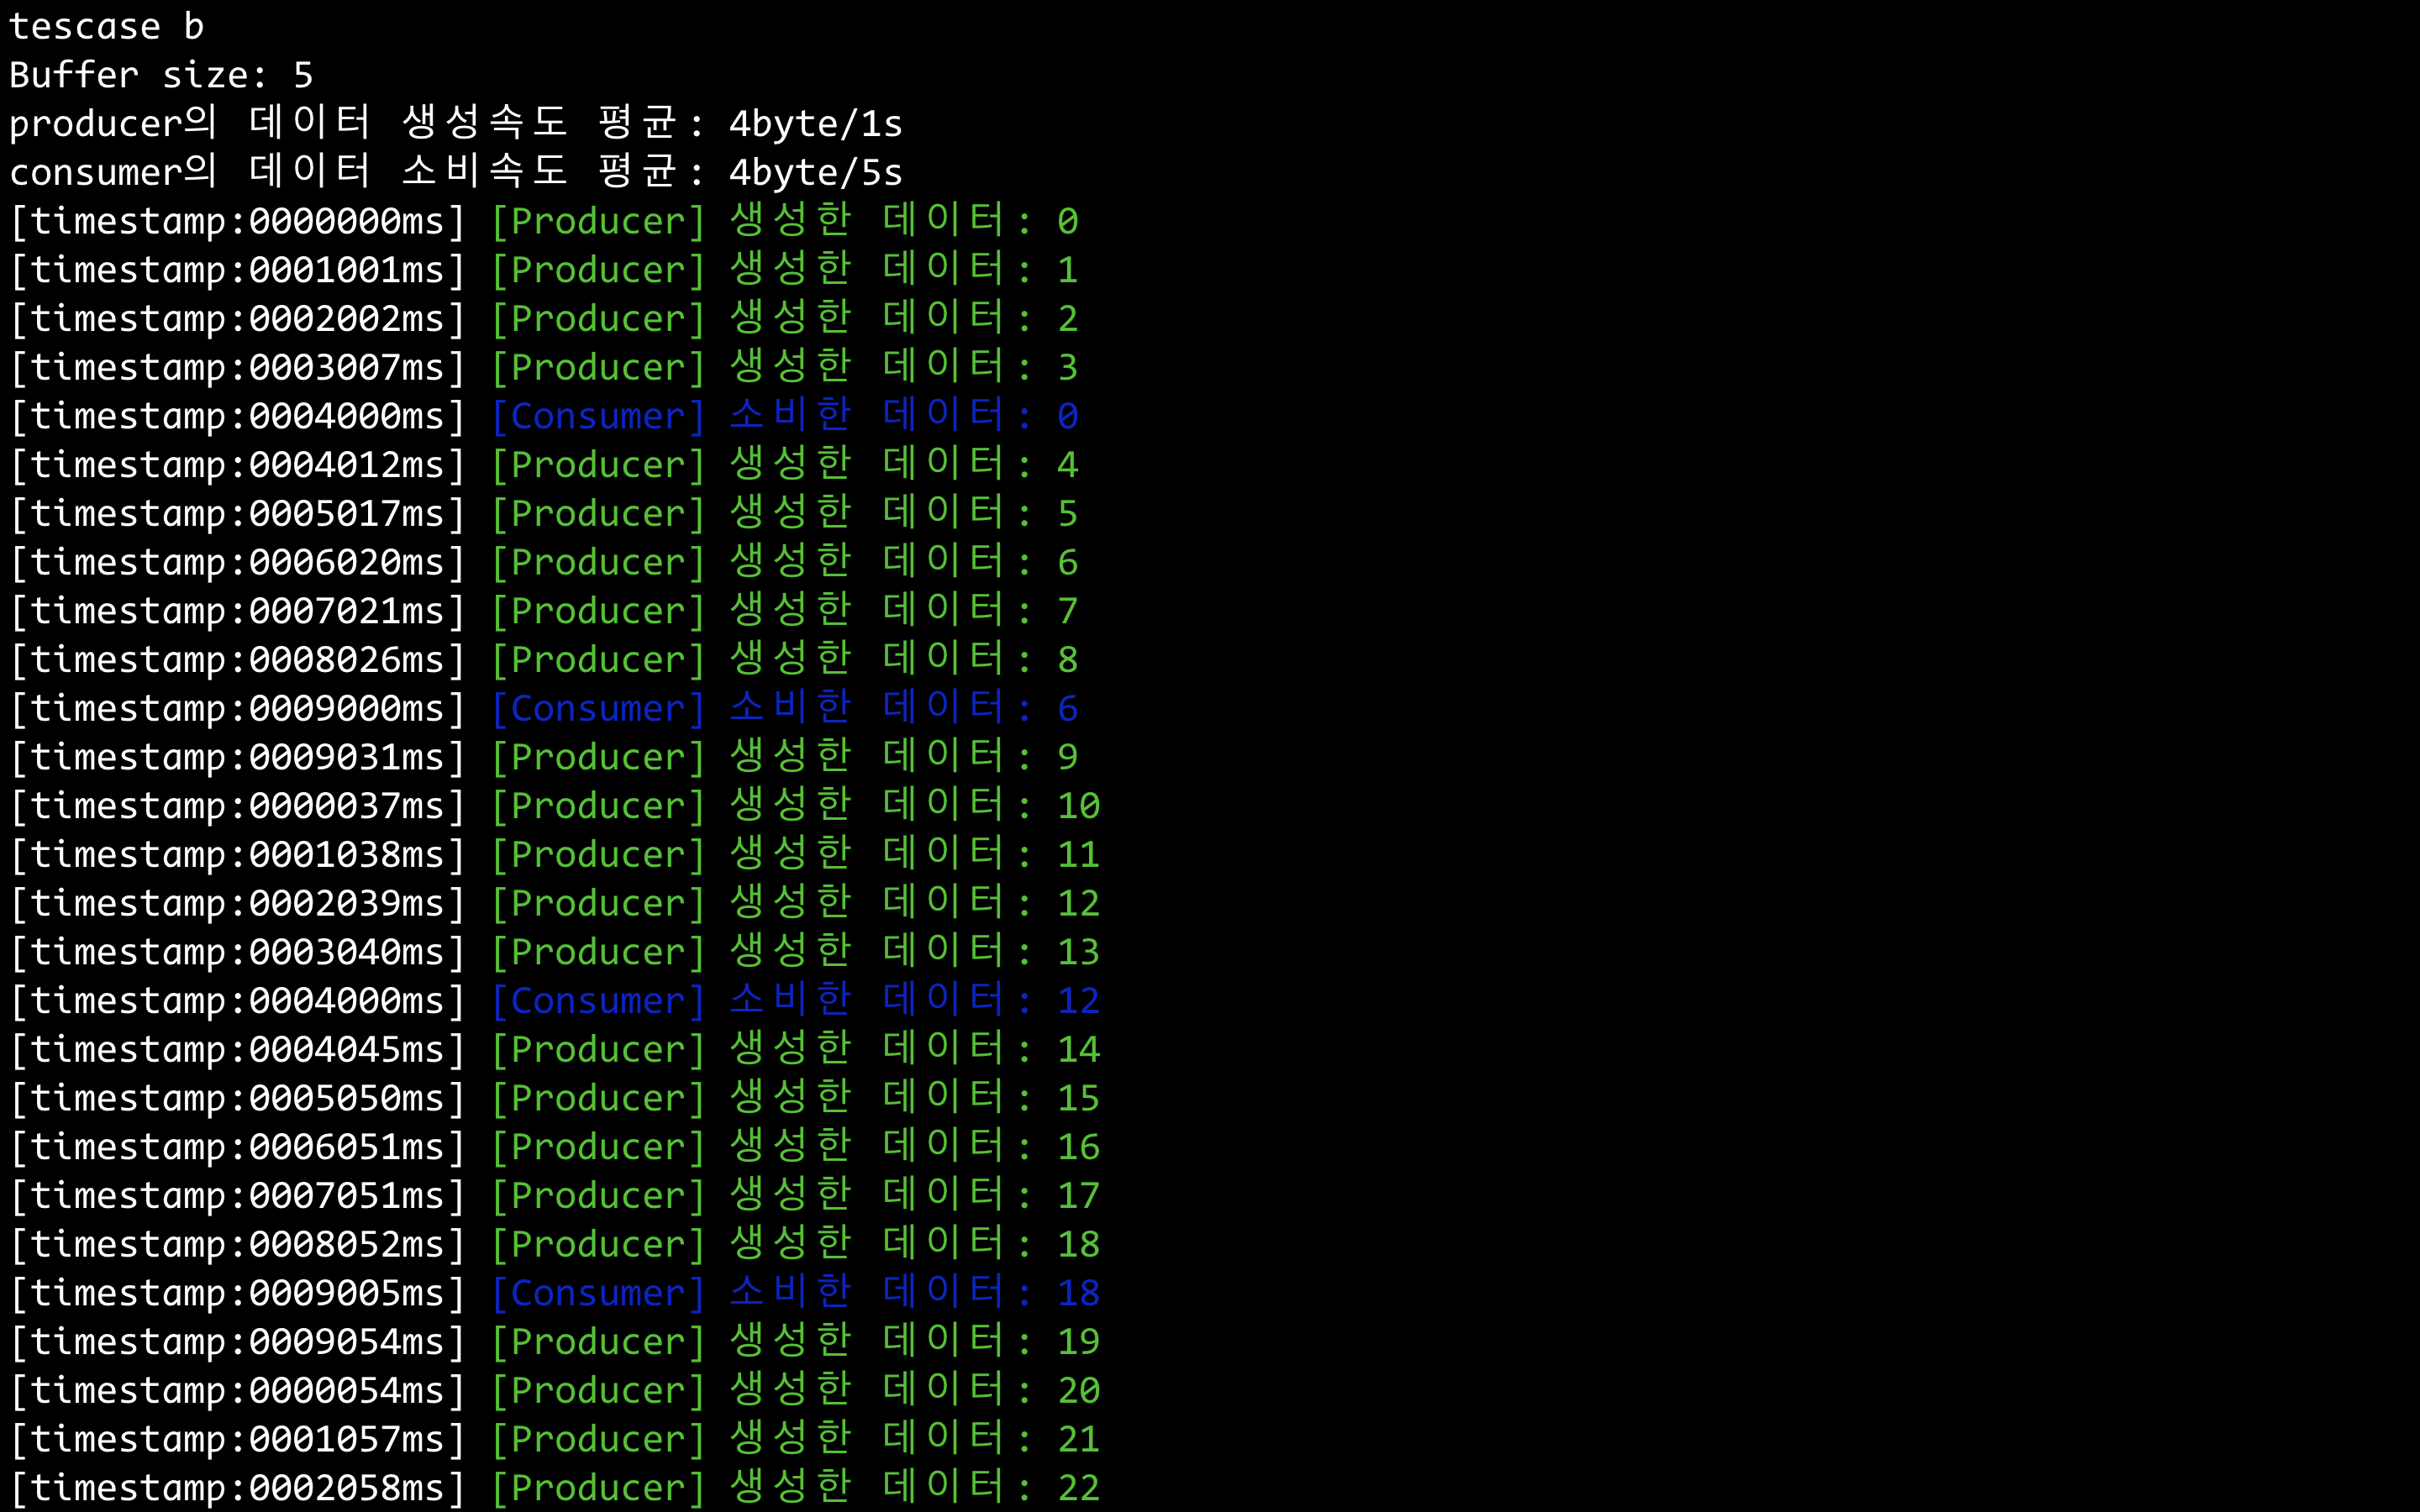 tescase b
Buffer size: 5
producer의 데이터 생성속도 평균: 4byte/1s
consumer의 데이터 소비속도 평균: 4byte/5s
[timestamp:0000000ms] [Producer] 생성한 데이터: 0
[timestamp:0001001ms] [Producer] 생성한 데이터: 1
[timestamp:0002002ms] [Producer] 생성한 데이터: 2
[timestamp:0003007ms] [Producer] 생성한 데이터: 3
[timestamp:0004000ms] [Consumer] 소비한 데이터: 0
[timestamp:0004012ms] [Producer] 생성한 데이터: 4
[timestamp:0005017ms] [Producer] 생성한 데이터: 5
[timestamp:0006020ms] [Producer] 생성한 데이터: 6
[timestamp:0007021ms] [Producer] 생성한 데이터: 7
[timestamp:0008026ms] [Producer] 생성한 데이터: 8
[timestamp:0009000ms] [Consumer] 소비한 데이터: 6
[timestamp:0009031ms] [Producer] 생성한 데이터: 9
[timestamp:0000037ms] [Producer] 생성한 데이터: 10
[timestamp:0001038ms] [Producer] 생성한 데이터: 11
[timestamp:0002039ms] [Producer] 생성한 데이터: 12
[timestamp:0003040ms] [Producer] 생성한 데이터: 13
[timestamp:0004000ms] [Consumer] 소비한 데이터: 12
[timestamp:0004045ms] [Producer] 생성한 데이터: 14
[timestamp:0005050ms] [Producer] 생성한 데이터: 15
[timestamp:0006051ms] [Producer] 생성한 데이터: 16
[timestamp:0007051ms] [Producer] 생성한 데이터: 17
[timestamp:0008052ms] [Producer] 생성한 데이터: 18
[timestamp:0009005ms] [Consumer] 소비한 데이터: 18
[timestamp:0009054ms] [Producer] 생성한 데이터: 19
[timestamp:0000054ms] [Producer] 생성한 데이터: 20
[timestamp:0001057ms] [Producer] 생성한 데이터: 21
[timestamp:0002058ms] [Producer] 생성한 데이터: 22